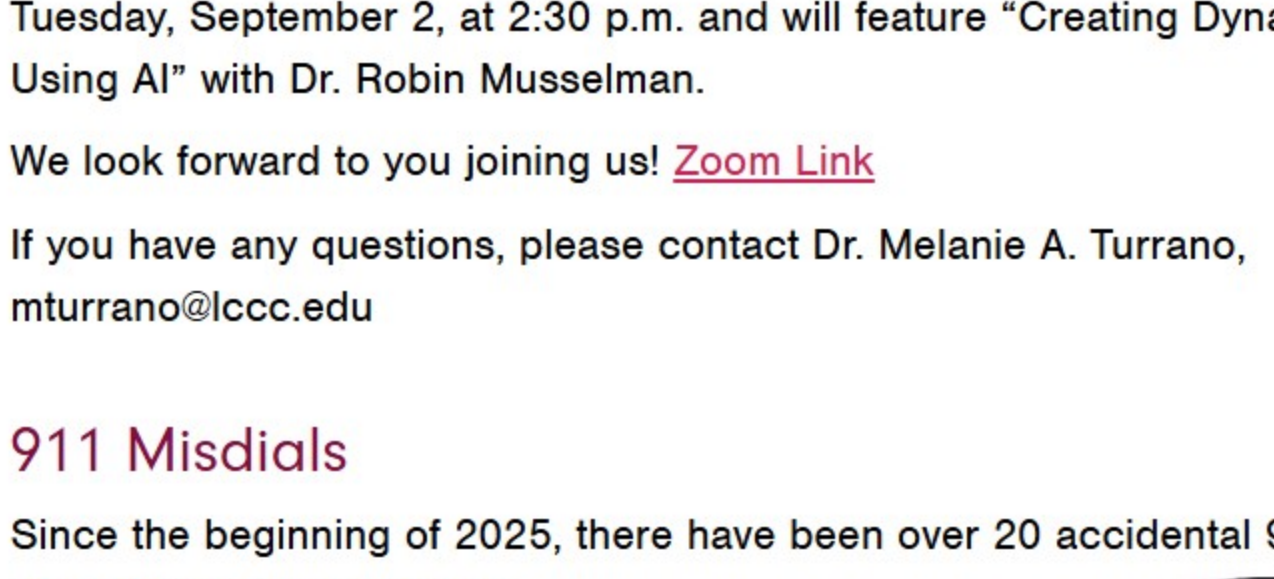 Tuesday, September 2, at 2:30 p.m. and will feature “Creating
Using AI” with Dr. Robin Musselman.
We look forward to you joining us! Zoom Link
If you have any questions, please contact Dr. Melanie A. Turrano,
mturrano@lccc.edu
911 Misdials
Since the beginning of 2025, there have been over 20 accidental